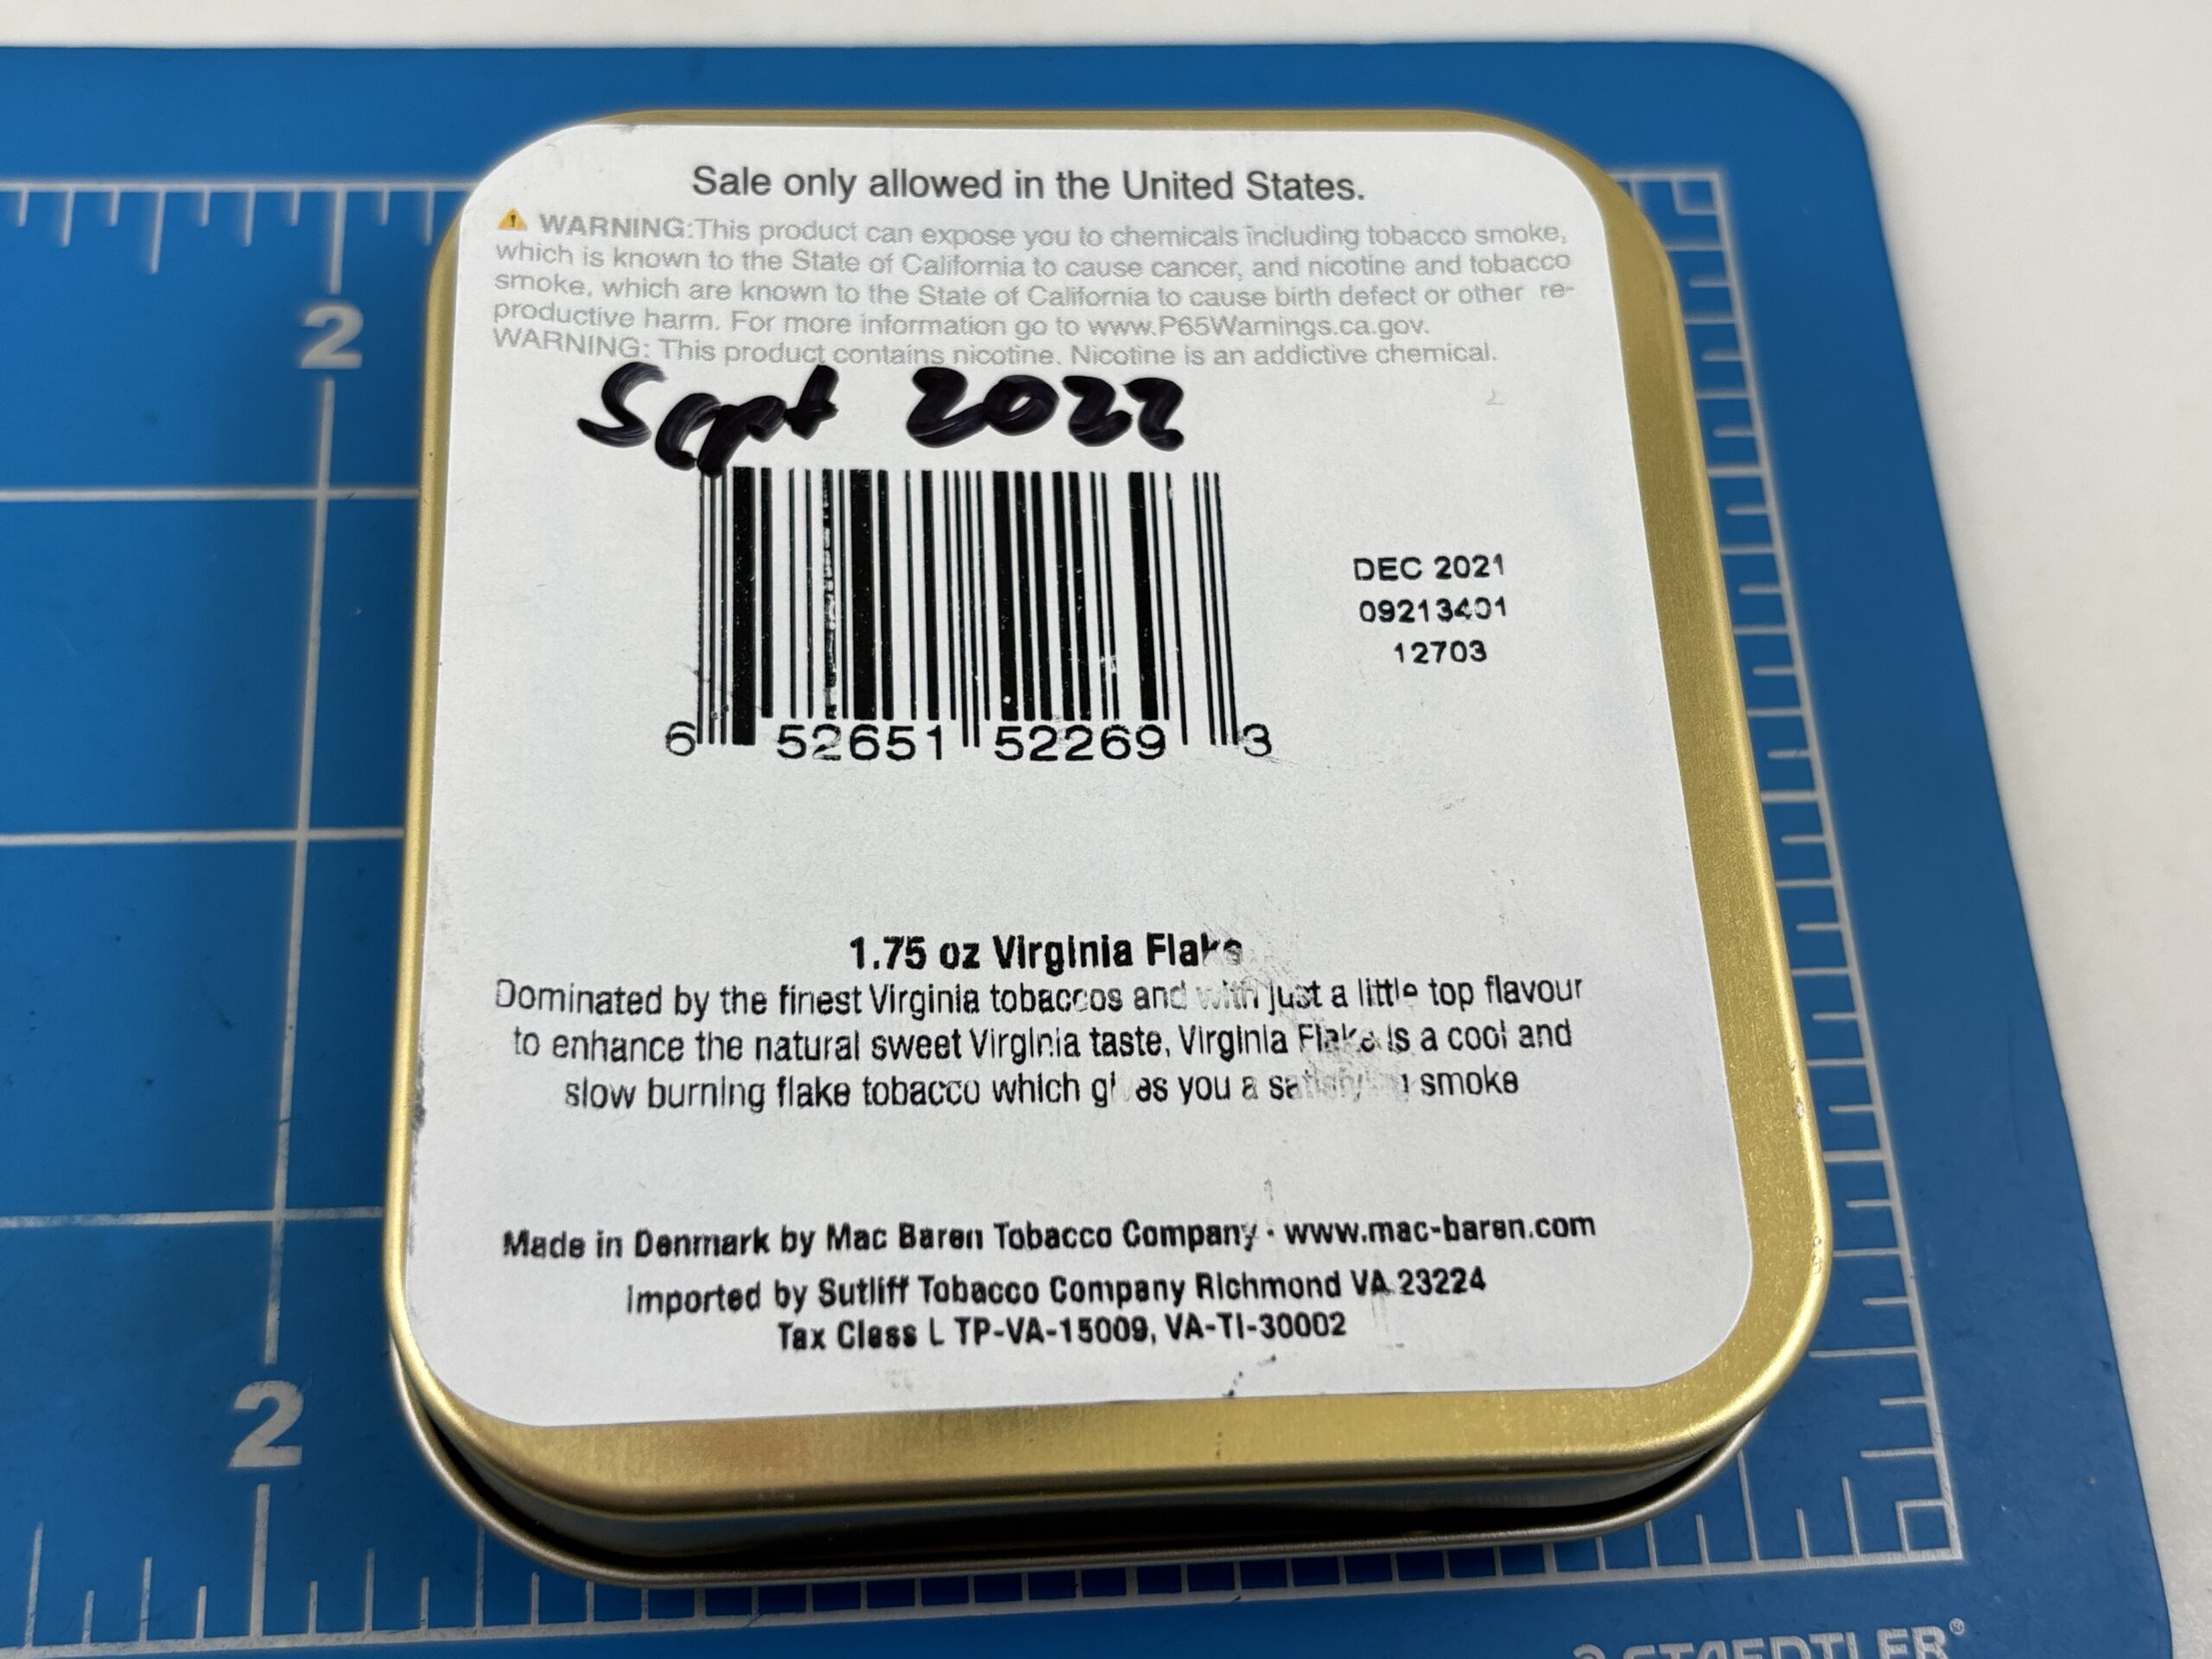 Sale only allowed in the United States.
⚠ WARNING:This product can expose you to chemicals including tobacco smoke,
which is known to the State of California to cause cancer, and nicotine and tobacco
smoke, which are known to the State of California to cause birth defect or other re-
productive harm. For more information go to www.P65Warnings.ca.gov.
WARNING: This product contains nicotine. Nicotine is an addictive chemical.
Sept 2022
DEC 2021
09213401
12703
6 52651 52269 3
1.75 oz Virginia Flake
Dominated by the finest Virginia tobaccos and with just a little top flavour
to enhance the natural sweet Virginia taste, Virginia Flake is a cool and
slow burning flake tobacco which gives you a satisfying smoke
Made in Denmark by Mac Baren Tobacco Company · www.mac-baren.com
Imported by Sutliff Tobacco Company Richmond VA 23224
Tax Class L TP-VA-15009, VA-TI-30002
2
2
STAEDTLER®